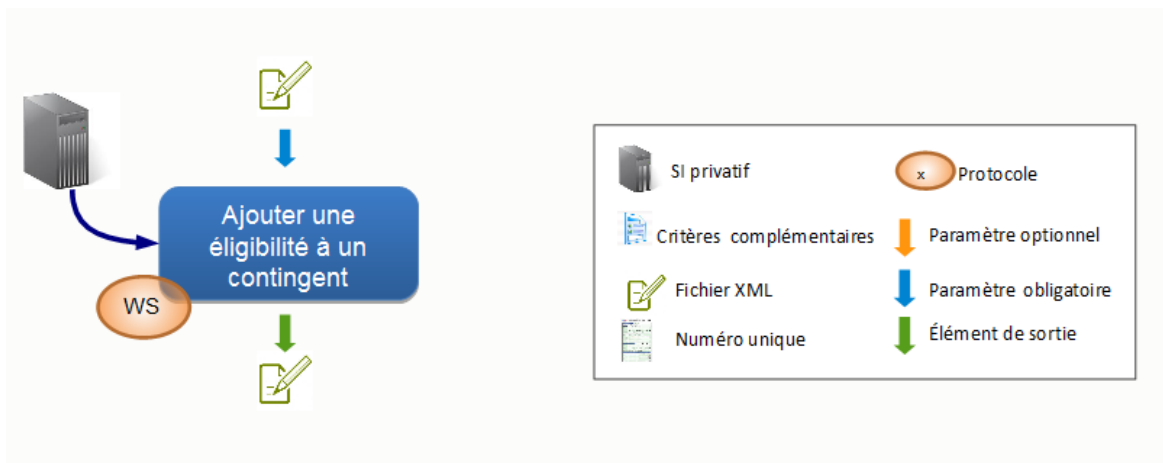 Ajouter une
éligibilité à un
contingent
WS
SI privatif
x
Protocole
Critères complémentaires
Paramètre optionnel
Fichier XML
Paramètre obligatoire
Numéro unique
Élément de sortie